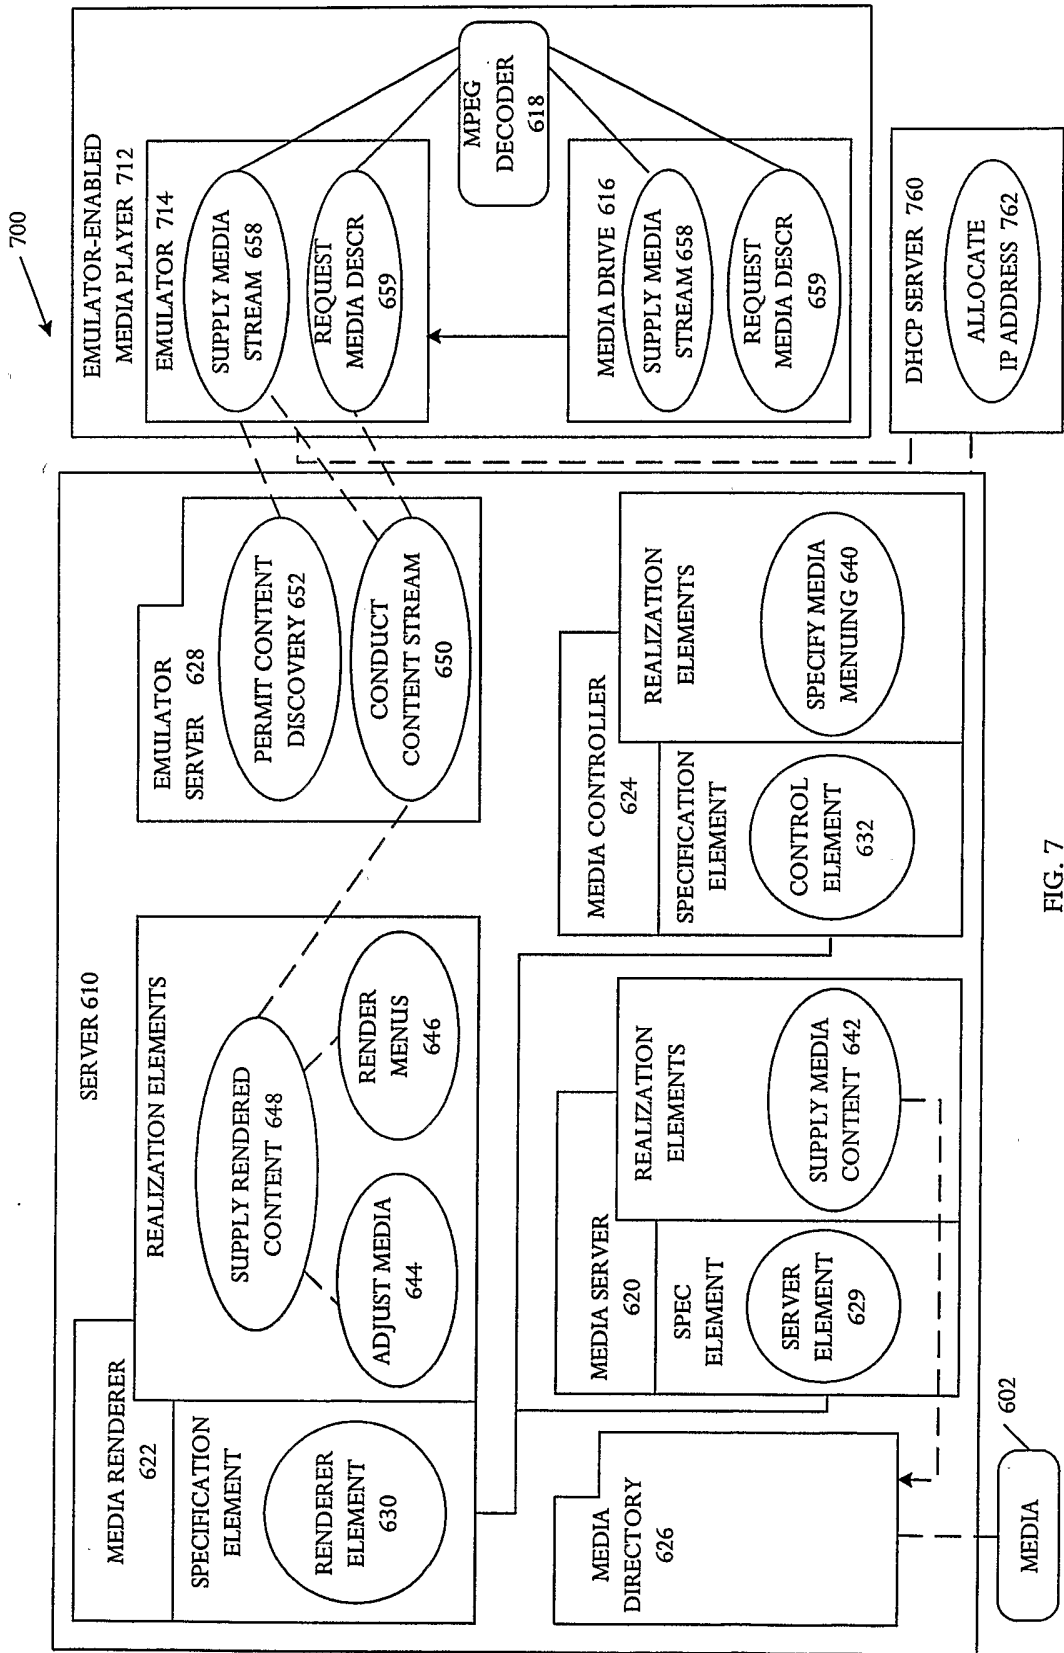 700
SERVER 610
MEDIA RENDERER
622
SPECIFICATION
ELEMENT
RENDERER
ELEMENT
630
REALIZATION ELEMENTS
SUPPLY RENDERED
CONTENT 648
ADJUST MEDIA
644
RENDER
MENUS
646
EMULATOR
SERVER 628
PERMIT CONTENT
DISCOVERY 652
CONDUCT
CONTENT STREAM
650
EMULATOR-ENABLED
MEDIA PLAYER 712
EMULATOR 714
SUPPLY MEDIA
STREAM 658
REQUEST
MEDIA DESCR
659
MPEG
DECODER
618
MEDIA DRIVE 616
SUPPLY MEDIA
STREAM 658
REQUEST
MEDIA DESCR
659
MEDIA
DIRECTORY
626
MEDIA SERVER
620
SPEC
ELEMENT
SERVER
ELEMENT
629
REALIZATION
ELEMENTS
SUPPLY MEDIA
CONTENT 642
MEDIA CONTROLLER
624
SPECIFICATION
ELEMENT
CONTROL
ELEMENT
632
REALIZATION
ELEMENTS
SPECIFY MEDIA
MENUING 640
DHCP SERVER 760
ALLOCATE
IP ADDRESS 762
MEDIA
602
FIG. 7